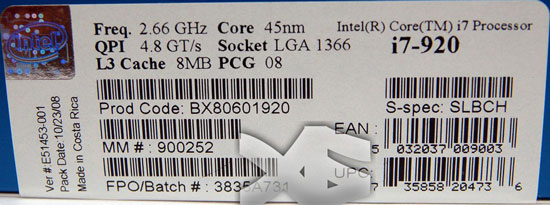 intel
Freq. 2.66 GHz Core 45nm
Intel(R) Core(TM) i7 Processor
QPI 4.8 GT/s Socket LGA 1366
i7-920
L3 Cache 8MB PCG 08
Prod Code: BX80601920
S-spec: SLBCH
MM # : 900252
EAN :
5 032037 009003
FPO/Batch # : 3835A731
UPC:
7 35858 20473 6
Ver #: E51453-001
Pack Date:10/23/08
Made in Costa Rica
XS